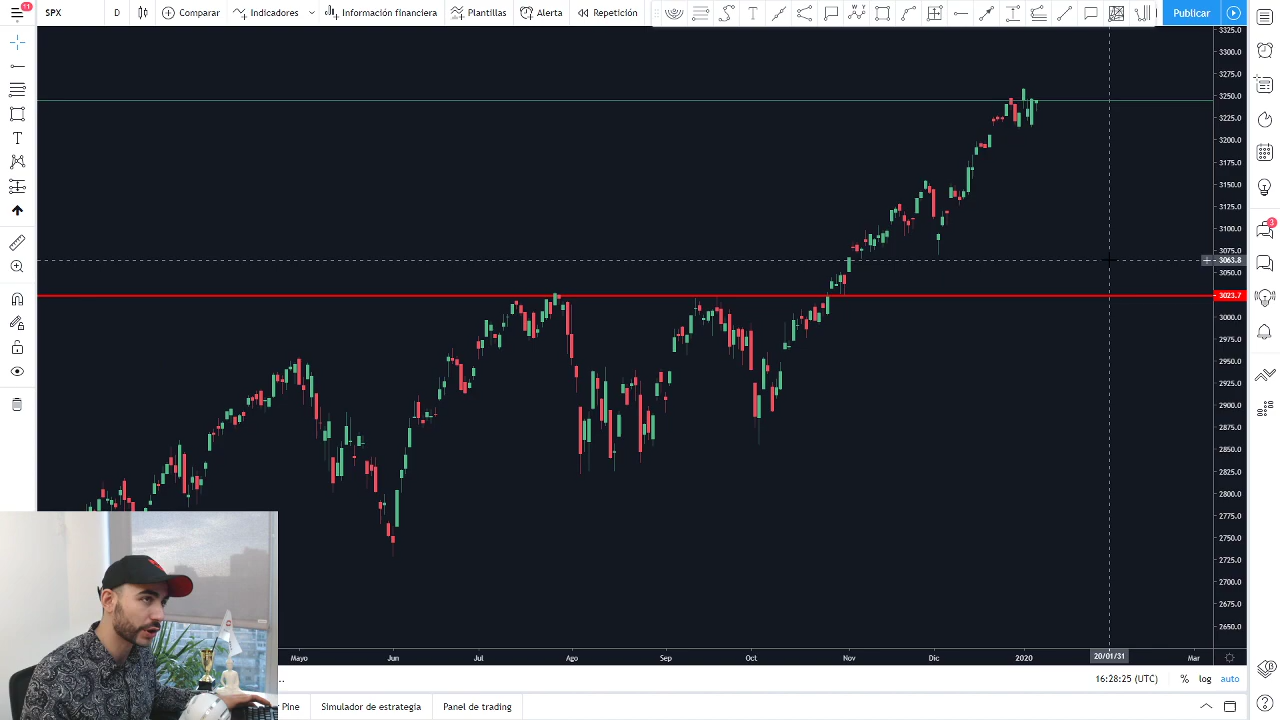 11
SPX
D
Comparar
Indicadores
Información financiera
Plantillas
Alerta
Repetición
Publicar
3325.0
3300.0
3275.0
3250.0
3225.0
3200.0
3175.0
3150.0
3125.0
3100.0
3075.0
3063.8
3050.0
3023.7
3000.0
2975.0
2950.0
2925.0
2900.0
2875.0
2850.0
2825.0
2800.0
2775.0
2750.0
2725.0
2700.0
2675.0
2650.0
3
Mayo
Jun
Jul
Ago
Sep
Oct
Nov
Dic
2020
20/01/31
Mar
16:28:25 (UTC)
%
log
auto
Pine
Simulador de estrategia
Panel de trading